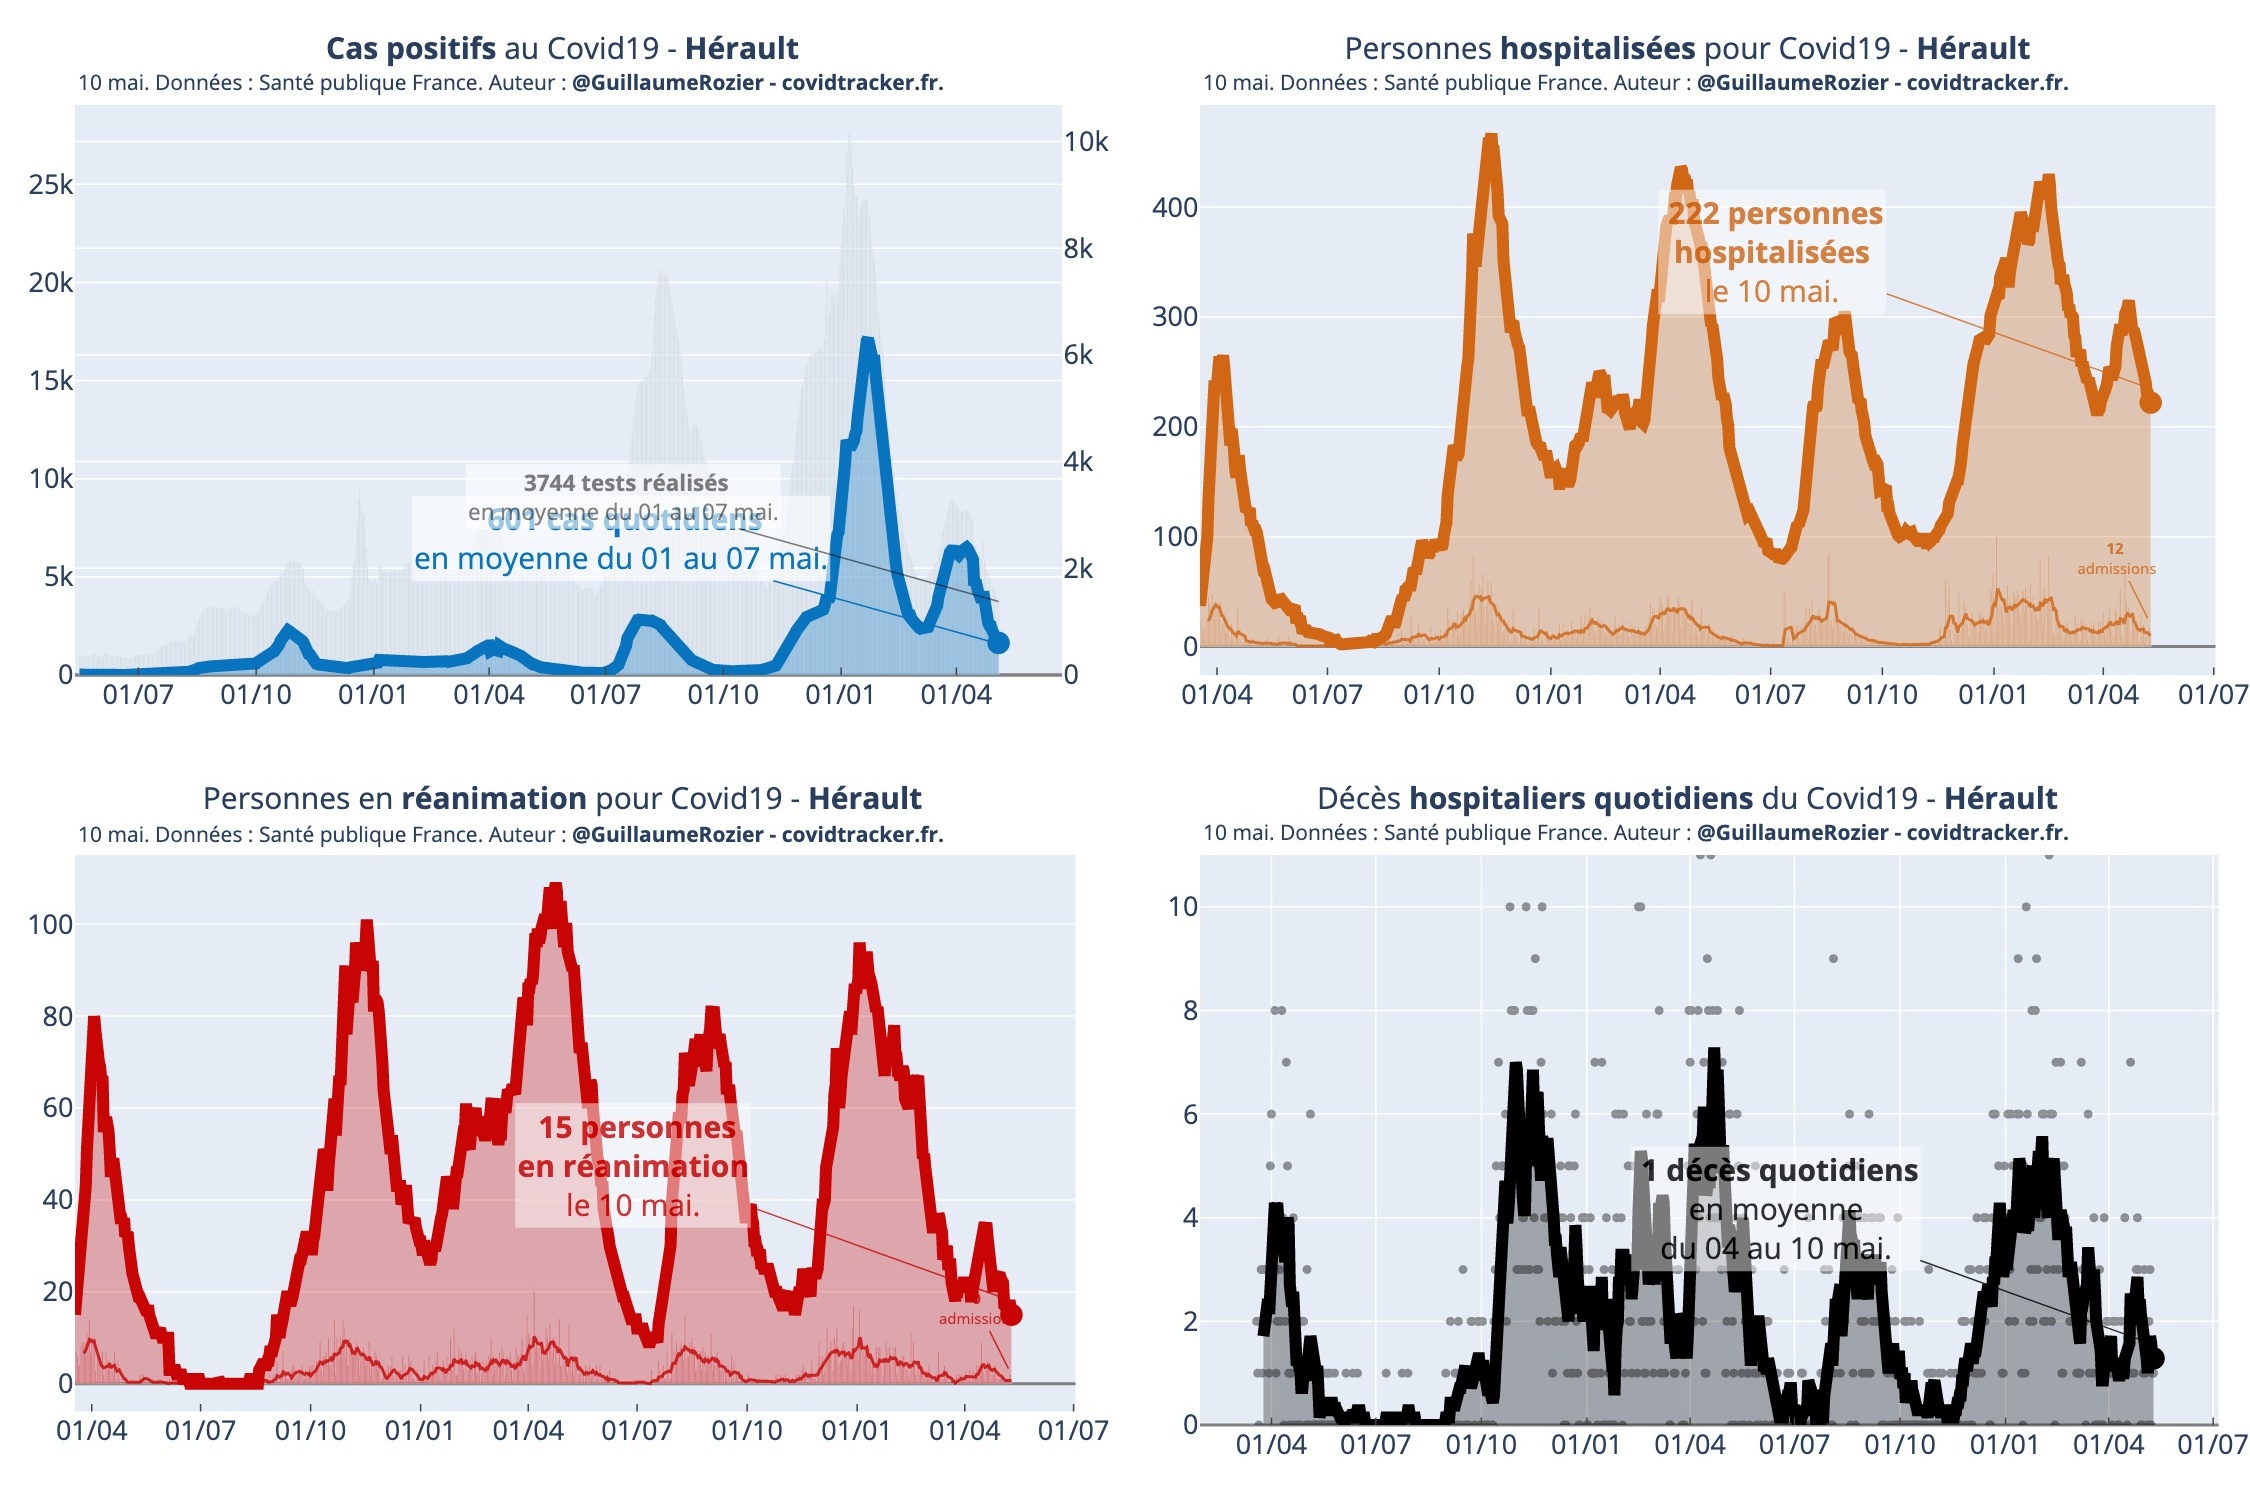 Cas positifs au Covid19 - Hérault
10 mai. Données : Santé publique France. Auteur : @GuillaumeRozier - covidtracker.fr.
10k
25k
8k
20k
6k
15k
4k
10k
3744 tests réalisés
en moyenne du 01 au 07 mai.
601 cas quotidiens
en moyenne du 01 au 07 mai.
2k
5k
0
0
01/07 01/10 01/01 01/04 01/07 01/10 01/01 01/04
Personnes hospitalisées pour Covid19 - Hérault
10 mai. Données : Santé publique France. Auteur : @GuillaumeRozier - covidtracker.fr.
400
222 personnes
hospitalisées
le 10 mai.
300
200
100
12
admissions
0
01/04 01/07 01/10 01/01 01/04 01/07 01/10 01/01 01/04 01/07
Personnes en réanimation pour Covid19 - Hérault
10 mai. Données : Santé publique France. Auteur : @GuillaumeRozier - covidtracker.fr.
100
80
60
15 personnes
en réanimation
le 10 mai.
40
20
0
01/04 01/07 01/10 01/01 01/04 01/07 01/10 01/01 01/04 01/07
Décès hospitaliers quotidiens du Covid19 - Hérault
10 mai. Données : Santé publique France. Auteur : @GuillaumeRozier - covidtracker.fr.
10
8
6
1 décès quotidiens
en moyenne
du 04 au 10 mai.
4
2
0
01/04 01/07 01/10 01/01 01/04 01/07 01/10 01/01 01/04 01/07